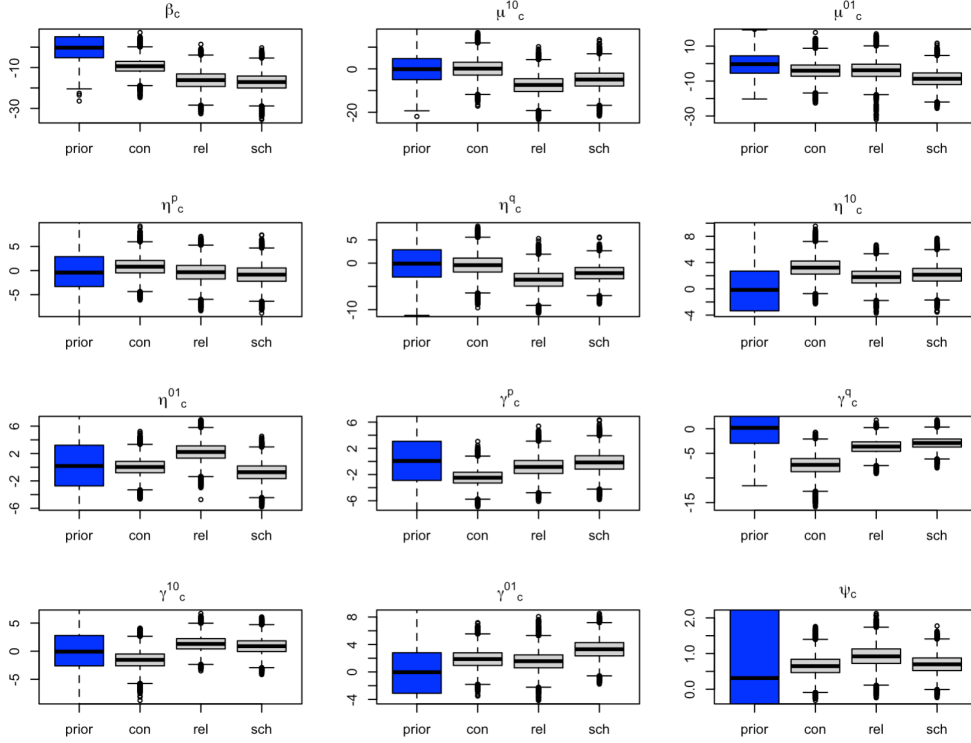 βc μ10c μ01c
-30 -10
-20 0
-30 -10 10
prior con rel sch prior con rel sch prior con rel sch
ηpc ηqc η10c
-5 0 5
-10 0 5
-4 0 4 8
prior con rel sch prior con rel sch prior con rel sch
η01c γpc γqc
-6 -2 2 6
-6 -2 2 6
-15 -5 0
prior con rel sch prior con rel sch prior con rel sch
γ10c γ01c ψc
-5 0 5
-4 0 4 8
0.0 1.0 2.0
prior con rel sch prior con rel sch prior con rel sch